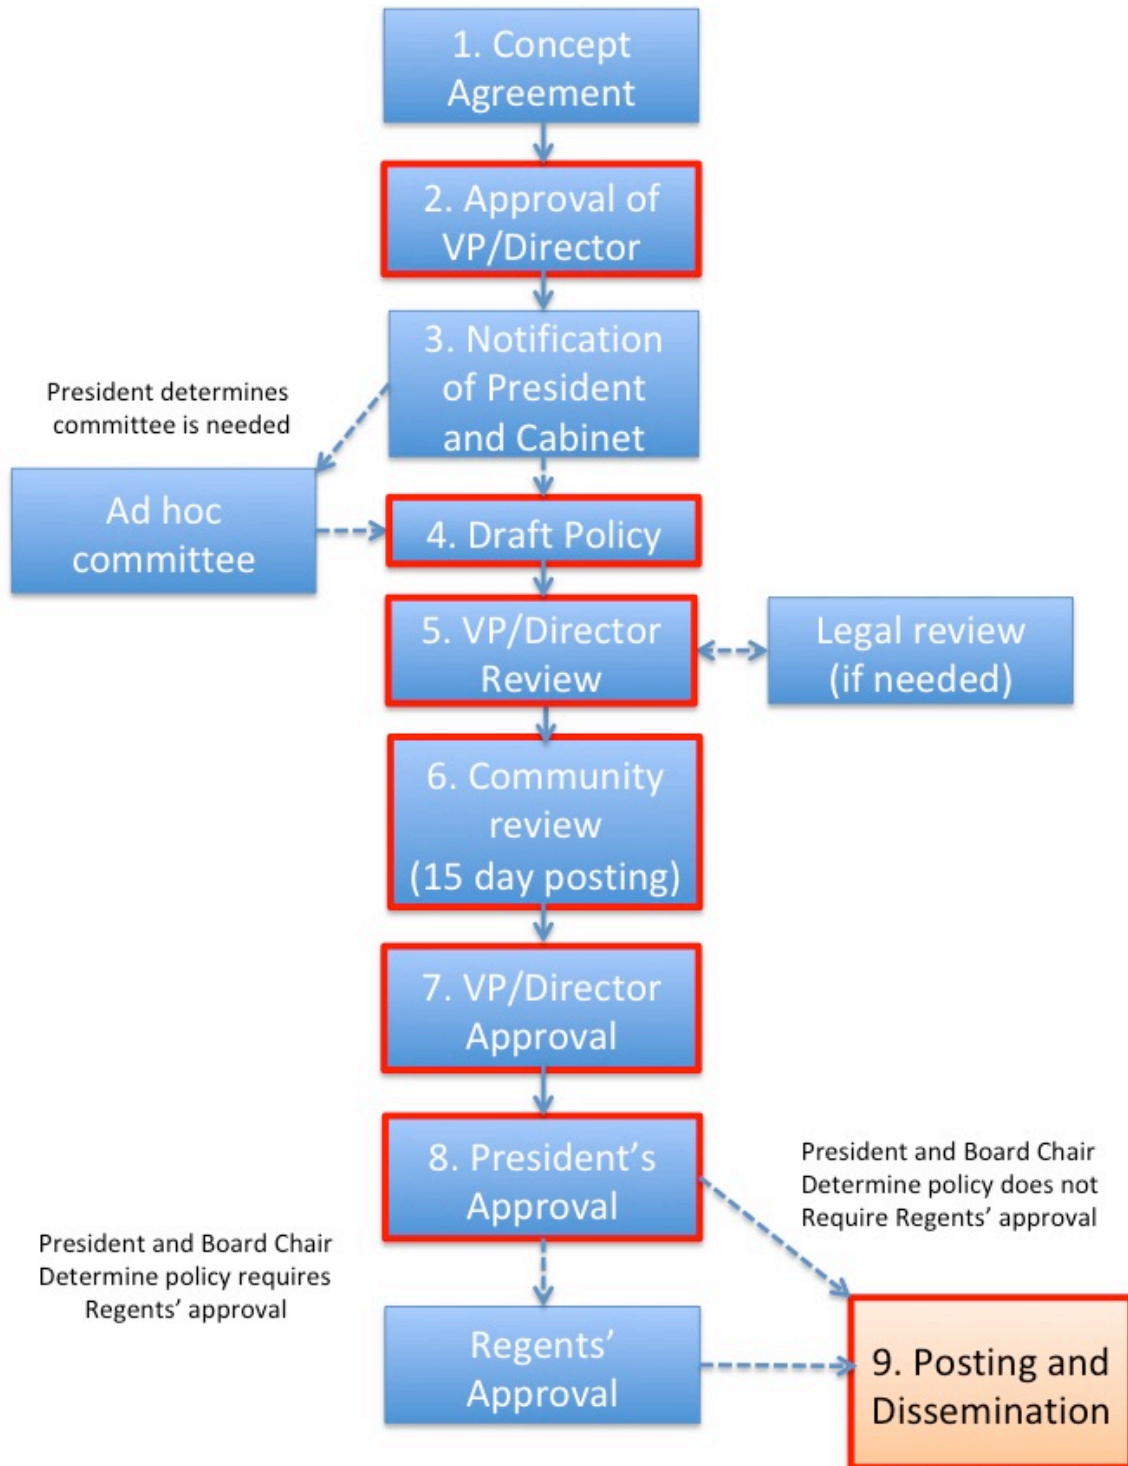 1. Concept
Agreement
2. Approval of
VP/Director
3. Notification
of President
and Cabinet
President determines
committee is needed
Ad hoc
committee
4. Draft Policy
5. VP/Director
Review
Legal review
(if needed)
6. Community
review
(15 day posting)
7. VP/Director
Approval
8. President’s
Approval
President and Board Chair
Determine policy does not
Require Regents’ approval
President and Board Chair
Determine policy requires
Regents’ approval
Regents’
Approval
9. Posting and
Dissemination